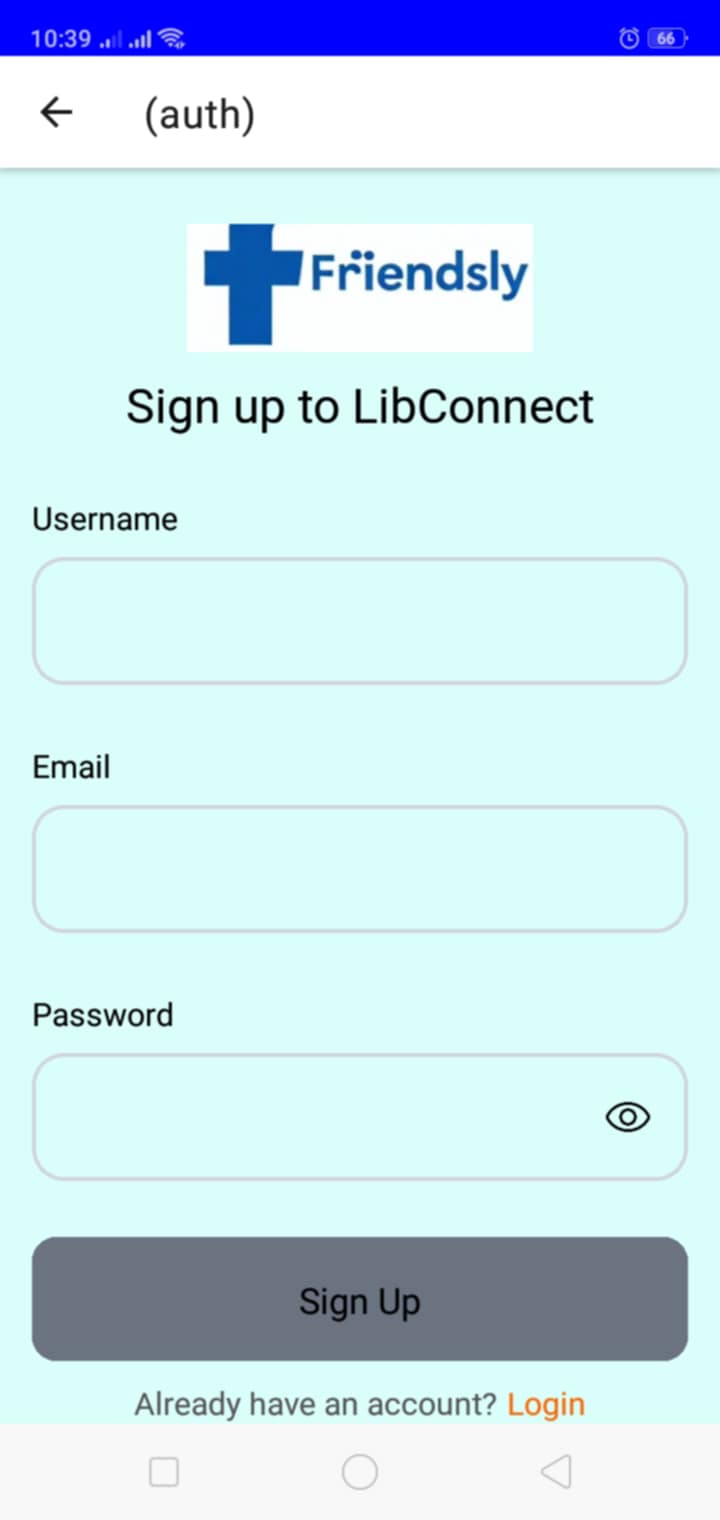 10:39
66
(auth)
Friendsly
Sign up to LibConnect
Username
Email
Password
Sign Up
Already have an account? Login